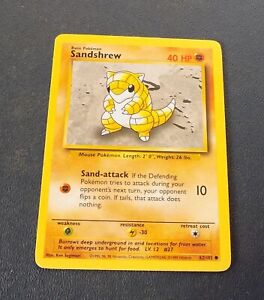 Basic Pokémon
Sandshrew
40 HP
Mouse Pokémon. Length: 2' 0", Weight: 26 lbs.
Sand-attack If the Defending
Pokémon tries to attack during your
opponent's next turn, your opponent
flips a coin. If tails, that attack
does nothing.
10
weakness
resistance
retreat cost
-30
Burrows deep underground in arid locations far from water.
It only emerges to hunt for food. LV. 12 #27
Illus. Ken Sugimori
62/102